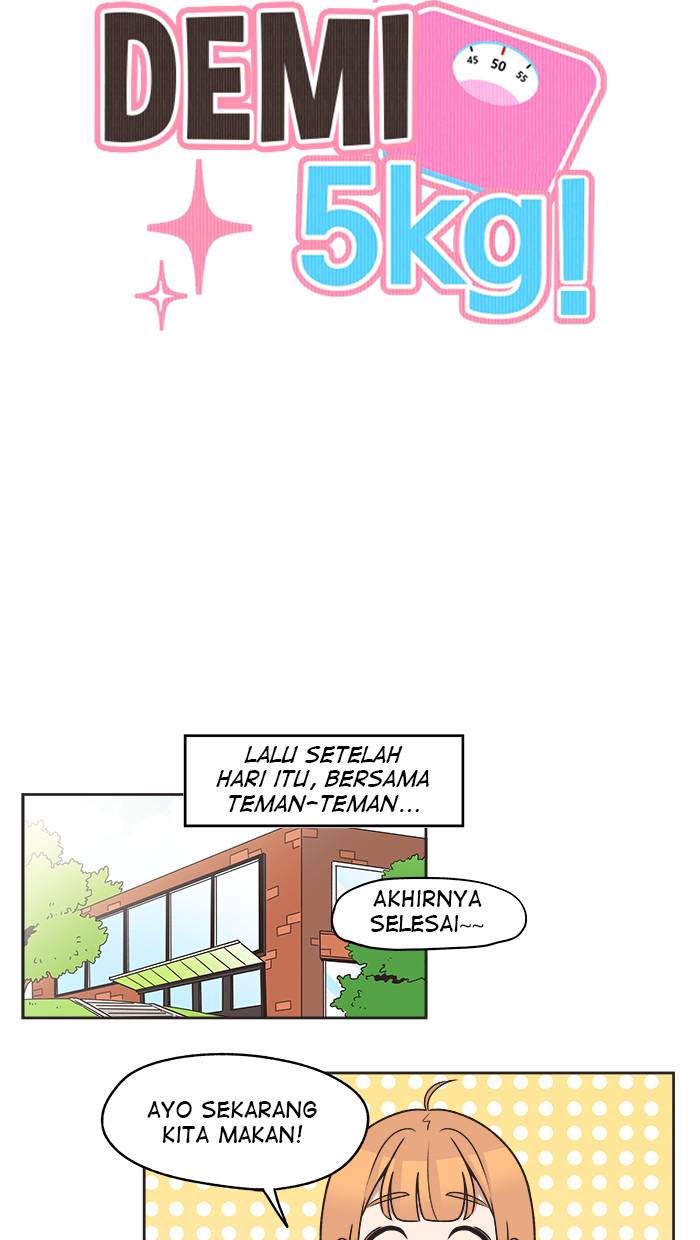 DEMI
45 50 55
5kg!
LALU SETELAH
HARI ITU, BERSAMA
TEMAN-TEMAN...
AKHIRNYA
SELESAI~~
AYO SEKARANG
KITA MAKAN!